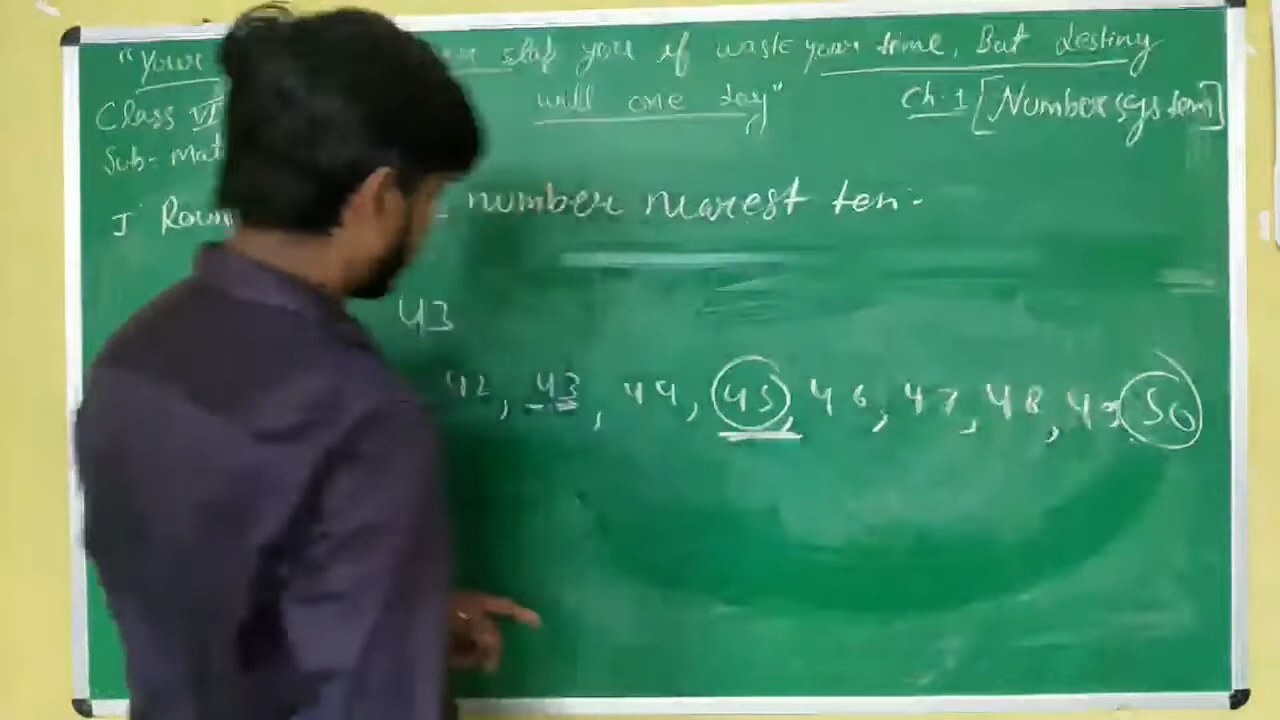 "Your slap you if waste your time, But destiny
Class VI will one day" Ch.1 [Number system]
Sub- Mat
I Roun number nearest ten.
43
42, 43, 44, 45, 46, 47, 48, 49 50